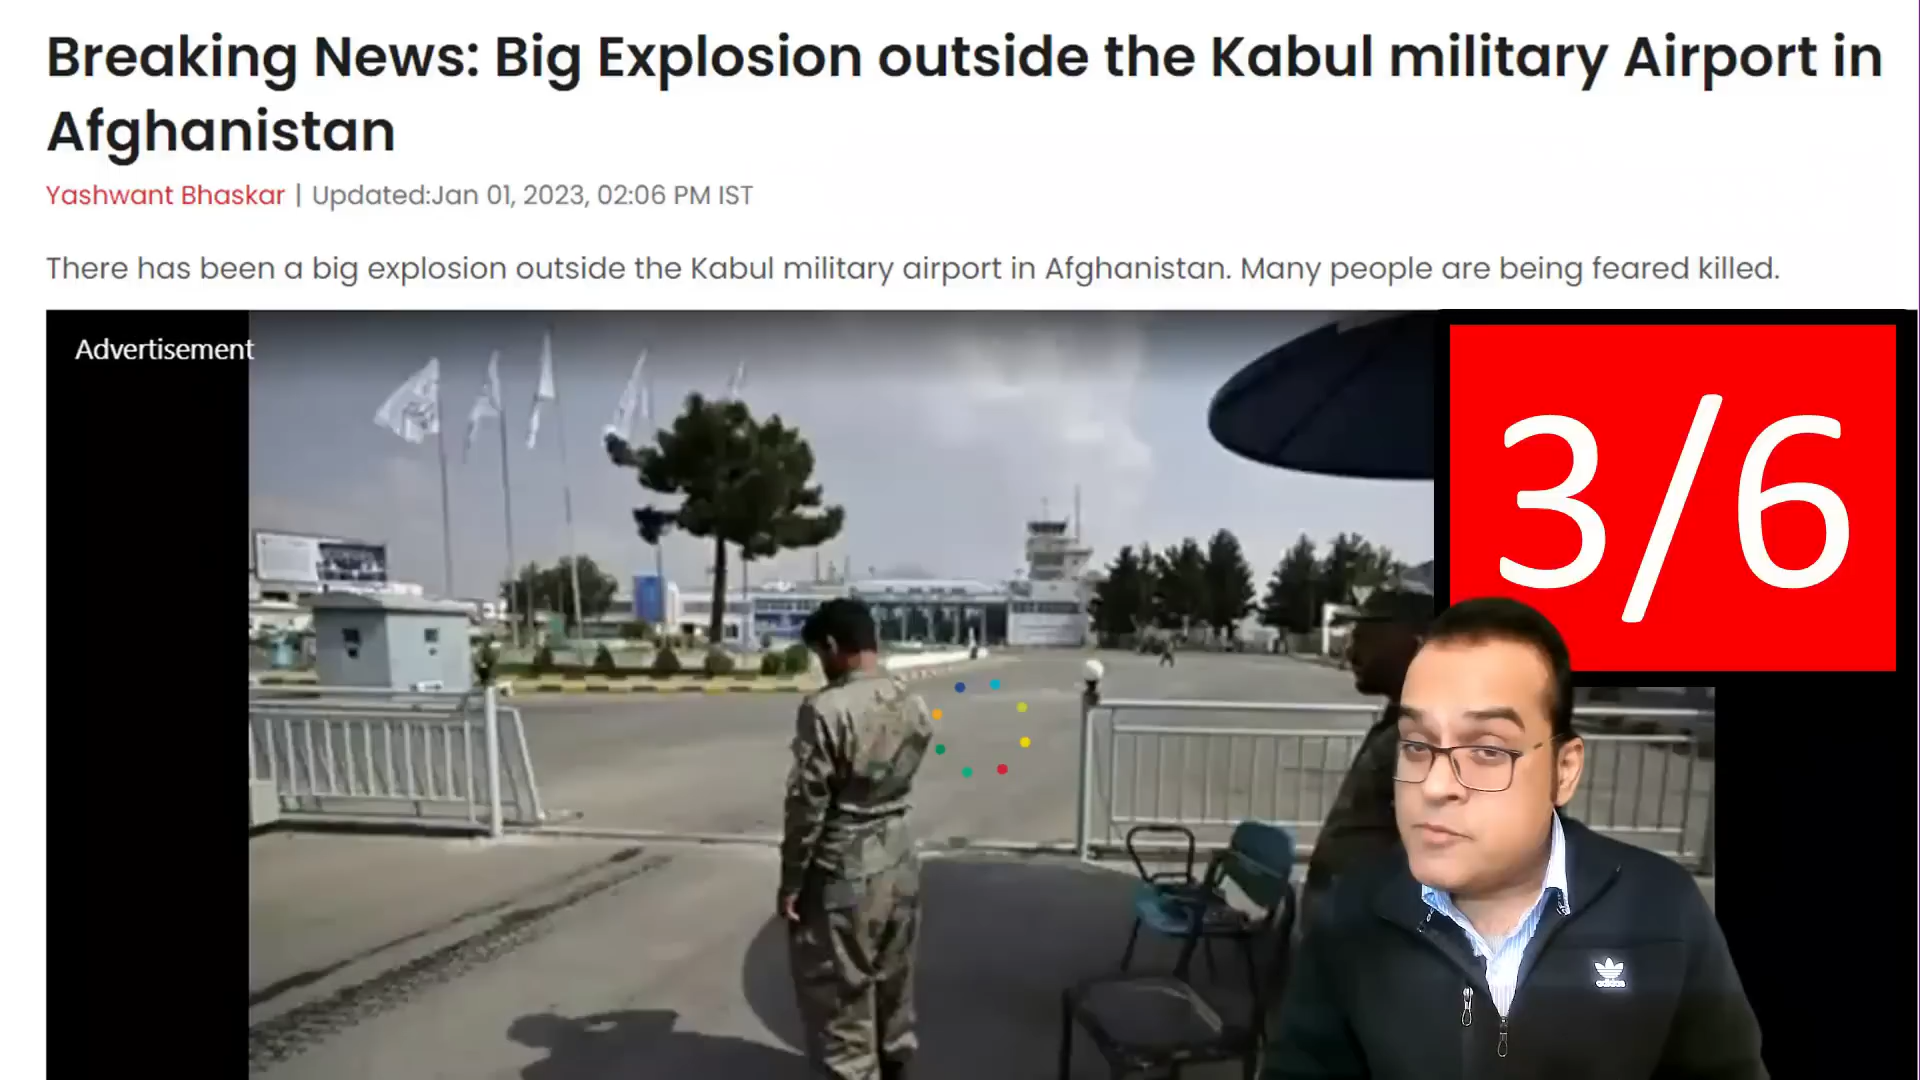 Breaking News: Big Explosion outside the Kabul military Airport in
Afghanistan
Yashwant Bhaskar | Updated:Jan 01, 2023, 02:06 PM IST
There has been a big explosion outside the Kabul military airport in Afghanistan. Many people are being feared killed.
Advertisement
3/6
adidas